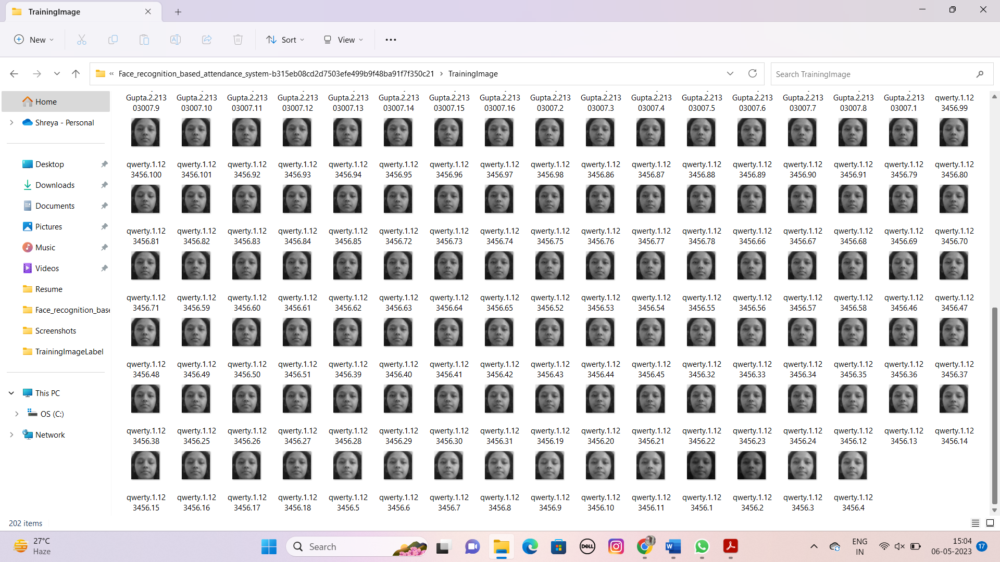 TrainingImage
New
Sort
View
Face_recognition_based_attendance_system-b315eb08cd2d7503efe499b9f48ba91f7f350c21 › TrainingImage
Search TrainingImage
Home
Shreya - Personal
Desktop
Downloads
Documents
Pictures
Music
Videos
Resume
Face_recognition_base
Screenshots
TrainingImageLabel
This PC
OS (C:)
Network
Gupta.2.213 Gupta.2.213 Gupta.2.213 Gupta.2.213 Gupta.2.213 Gupta.2.213 Gupta.2.213 Gupta.2.213 Gupta.2.213 Gupta.2.213 Gupta.2.213 Gupta.2.213 Gupta.2.213 Gupta.2.213 Gupta.2.213 Gupta.2.213 qwerty.1.12
03007.9 03007.10 03007.11 03007.12 03007.13 03007.14 03007.15 03007.16 03007.2 03007.3 03007.4 03007.5 03007.6 03007.7 03007.8 03007.1 3456.99
qwerty.1.12 qwerty.1.12 qwerty.1.12 qwerty.1.12 qwerty.1.12 qwerty.1.12 qwerty.1.12 qwerty.1.12 qwerty.1.12 qwerty.1.12 qwerty.1.12 qwerty.1.12 qwerty.1.12 qwerty.1.12 qwerty.1.12 qwerty.1.12 qwerty.1.12
3456.100 3456.101 3456.92 3456.93 3456.94 3456.95 3456.96 3456.97 3456.98 3456.86 3456.87 3456.88 3456.89 3456.90 3456.91 3456.79 3456.80
qwerty.1.12 qwerty.1.12 qwerty.1.12 qwerty.1.12 qwerty.1.12 qwerty.1.12 qwerty.1.12 qwerty.1.12 qwerty.1.12 qwerty.1.12 qwerty.1.12 qwerty.1.12 qwerty.1.12 qwerty.1.12 qwerty.1.12 qwerty.1.12 qwerty.1.12
3456.81 3456.82 3456.83 3456.84 3456.85 3456.72 3456.73 3456.74 3456.75 3456.76 3456.77 3456.78 3456.66 3456.67 3456.68 3456.69 3456.70
qwerty.1.12 qwerty.1.12 qwerty.1.12 qwerty.1.12 qwerty.1.12 qwerty.1.12 qwerty.1.12 qwerty.1.12 qwerty.1.12 qwerty.1.12 qwerty.1.12 qwerty.1.12 qwerty.1.12 qwerty.1.12 qwerty.1.12 qwerty.1.12 qwerty.1.12
3456.71 3456.59 3456.60 3456.61 3456.62 3456.63 3456.64 3456.65 3456.52 3456.53 3456.54 3456.55 3456.56 3456.57 3456.58 3456.46 3456.47
qwerty.1.12 qwerty.1.12 qwerty.1.12 qwerty.1.12 qwerty.1.12 qwerty.1.12 qwerty.1.12 qwerty.1.12 qwerty.1.12 qwerty.1.12 qwerty.1.12 qwerty.1.12 qwerty.1.12 qwerty.1.12 qwerty.1.12 qwerty.1.12 qwerty.1.12
3456.48 3456.49 3456.50 3456.51 3456.39 3456.40 3456.41 3456.42 3456.43 3456.44 3456.45 3456.32 3456.33 3456.34 3456.35 3456.36 3456.37
qwerty.1.12 qwerty.1.12 qwerty.1.12 qwerty.1.12 qwerty.1.12 qwerty.1.12 qwerty.1.12 qwerty.1.12 qwerty.1.12 qwerty.1.12 qwerty.1.12 qwerty.1.12 qwerty.1.12 qwerty.1.12 qwerty.1.12 qwerty.1.12 qwerty.1.12
3456.38 3456.25 3456.26 3456.27 3456.28 3456.29 3456.30 3456.31 3456.19 3456.20 3456.21 3456.22 3456.23 3456.24 3456.12 3456.13 3456.14
qwerty.1.12 qwerty.1.12 qwerty.1.12 qwerty.1.12 qwerty.1.12 qwerty.1.12 qwerty.1.12 qwerty.1.12 qwerty.1.12 qwerty.1.12 qwerty.1.12 qwerty.1.12 qwerty.1.12 qwerty.1.12 qwerty.1.12
3456.15 3456.16 3456.17 3456.18 3456.5 3456.6 3456.7 3456.8 3456.9 3456.10 3456.11 3456.1 3456.2 3456.3 3456.4
202 items
27°C
Haze
Search
DELL
ENG
IN
15:04
06-05-2023
17